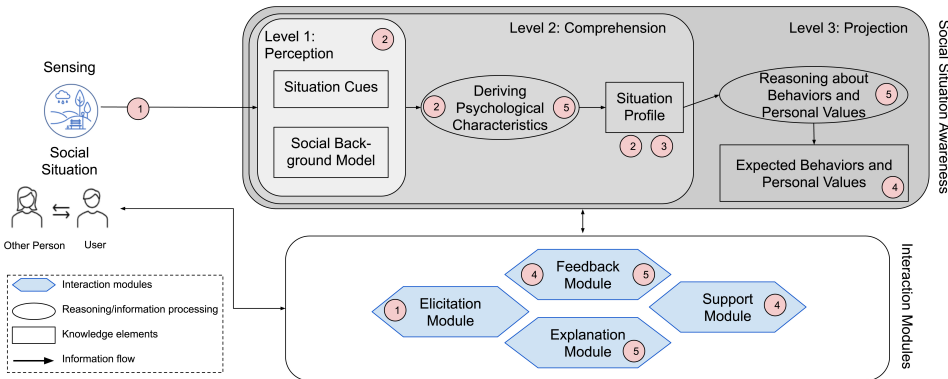 Sensing
1
Social
Situation
Other Person
User
Level 1:
Perception
2
Situation Cues
Social Back-
ground Model
Level 2: Comprehension
2
Deriving
Psychological
Characteristics
5
Situation
Profile
2
3
Level 3: Projection
Reasoning about
Behaviors and
Personal Values
5
Expected Behaviors and
Personal Values
4
Social Situation Awareness
Interaction modules
Reasoning/information processing
Knowledge elements
Information flow
1
Elicitation
Module
4
Feedback
Module
5
Explanation
Module
5
Support
Module
4
Interaction Modules